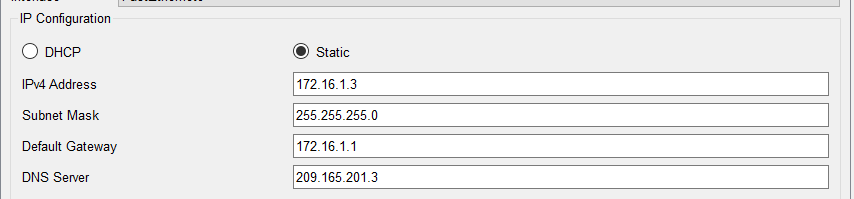 IP Configuration
DHCP Static
IPv4 Address 172.16.1.3
Subnet Mask 255.255.255.0
Default Gateway 172.16.1.1
DNS Server 209.165.201.3